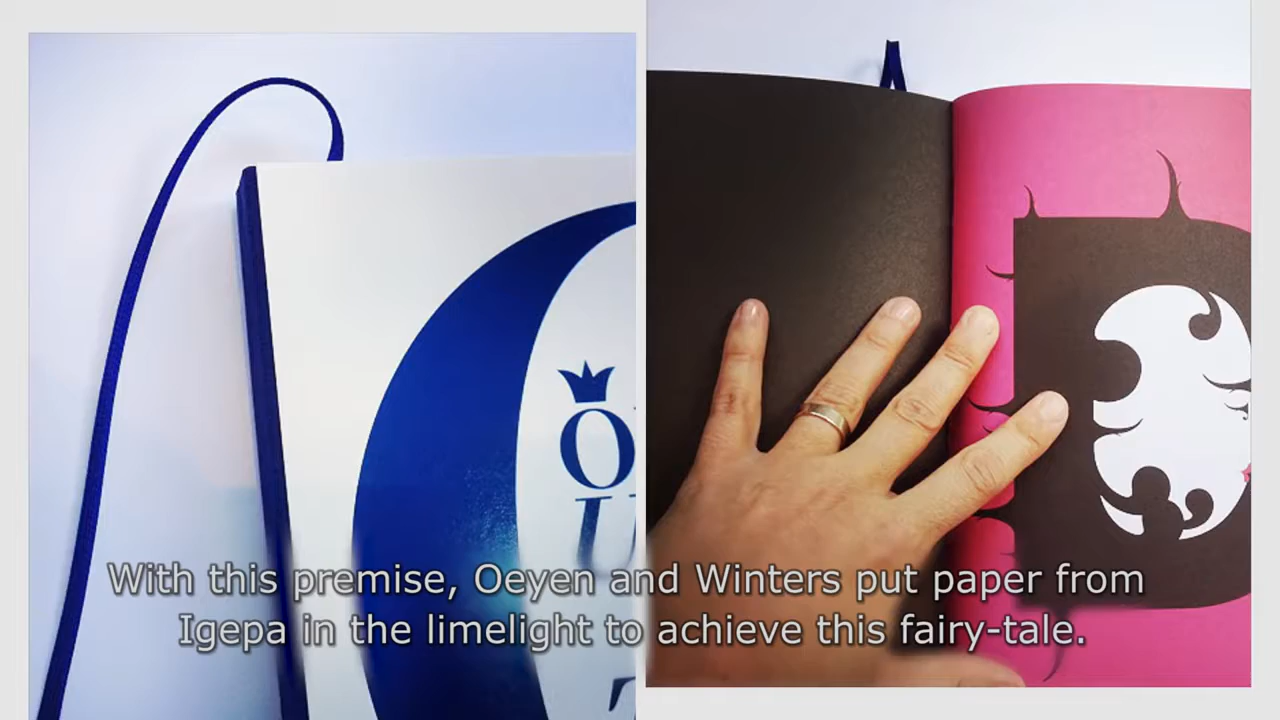 O
U
D
With this premise, Oeyen and Winters put paper from
Igepa in the limelight to achieve this fairy-tale.